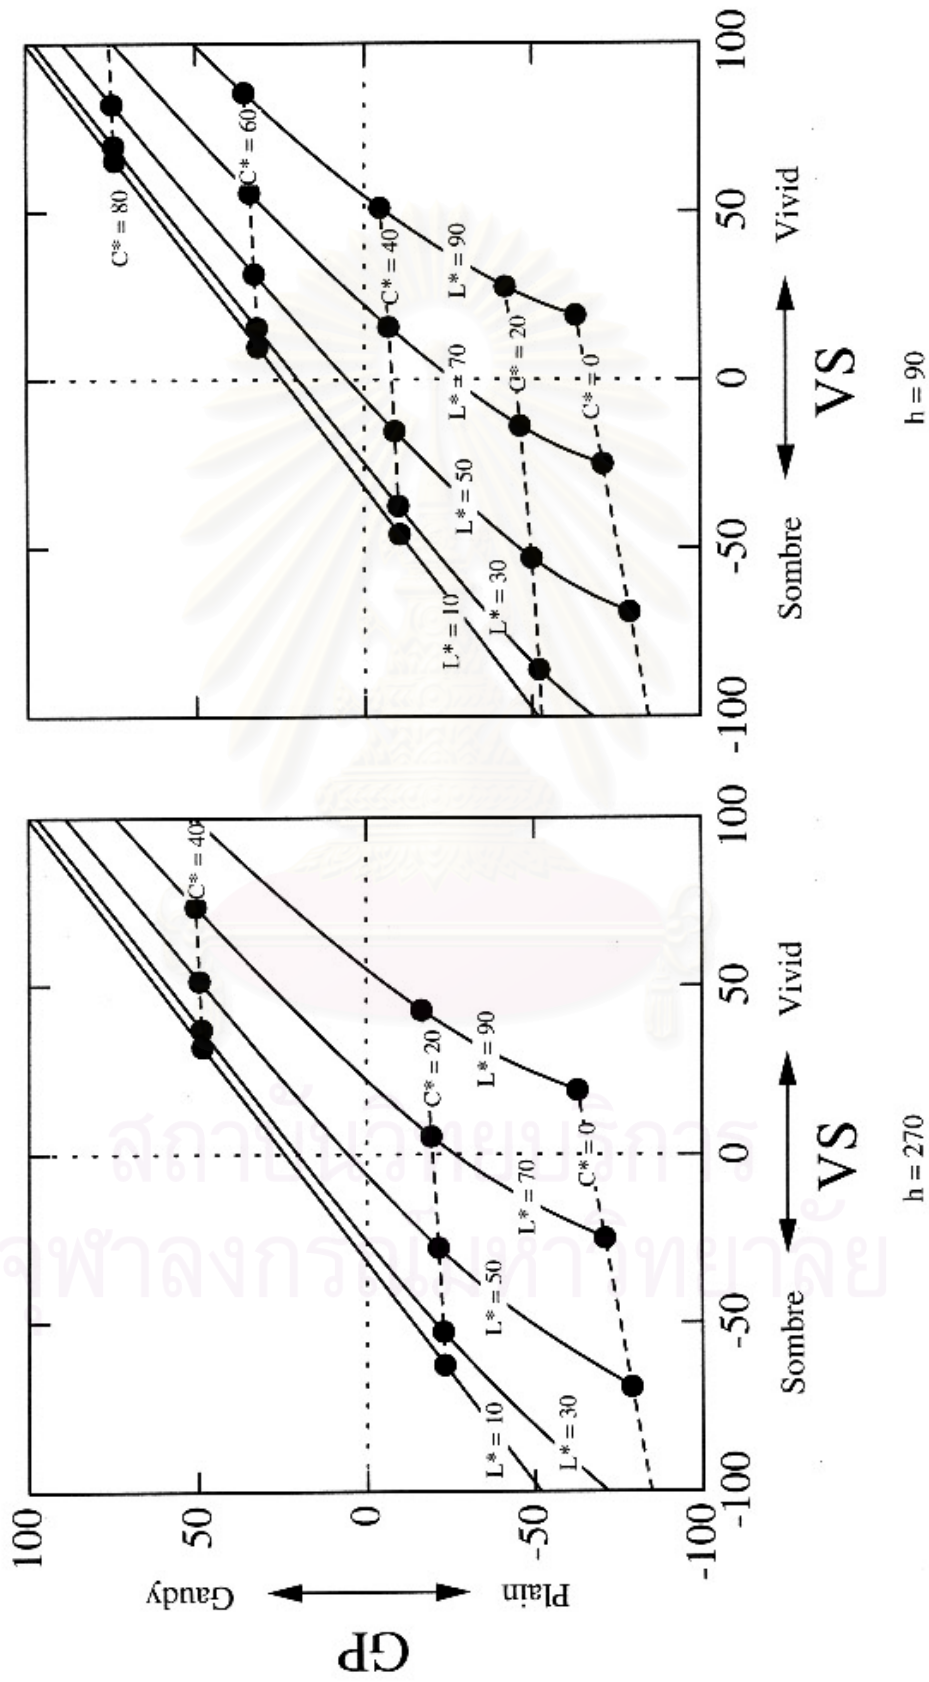 GP
Plain
Gaudy
100
50
0
-50
-100
C* = 40
C* = 20
C* = 0
L* = 10
L* = 30
L* = 50
L* = 70
L* = 90
-100
-50
0
50
100
Sombre
Vivid
VS
h = 270
C* = 80
C* = 60
C* = 40
C* = 20
C* = 0
L* = 10
L* = 30
L* = 50
L* = 70
L* = 90
-100
-50
0
50
100
Sombre
Vivid
VS
h = 90
สถาบันวิทยบริการ
จุฬาลงกรณ์มหาวิทยาลัย